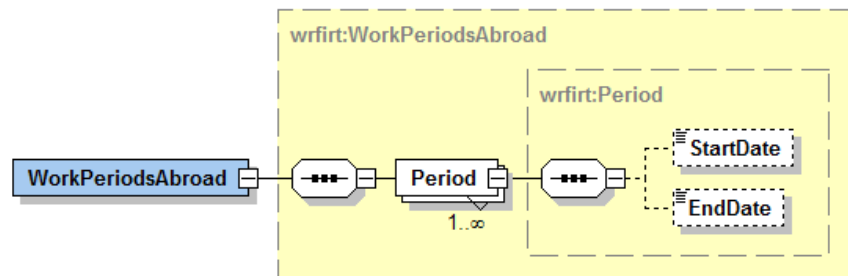 wrfirt:WorkPeriodsAbroad
wrfirt:Period
WorkPeriodsAbroad
Period
1..∞
StartDate
EndDate